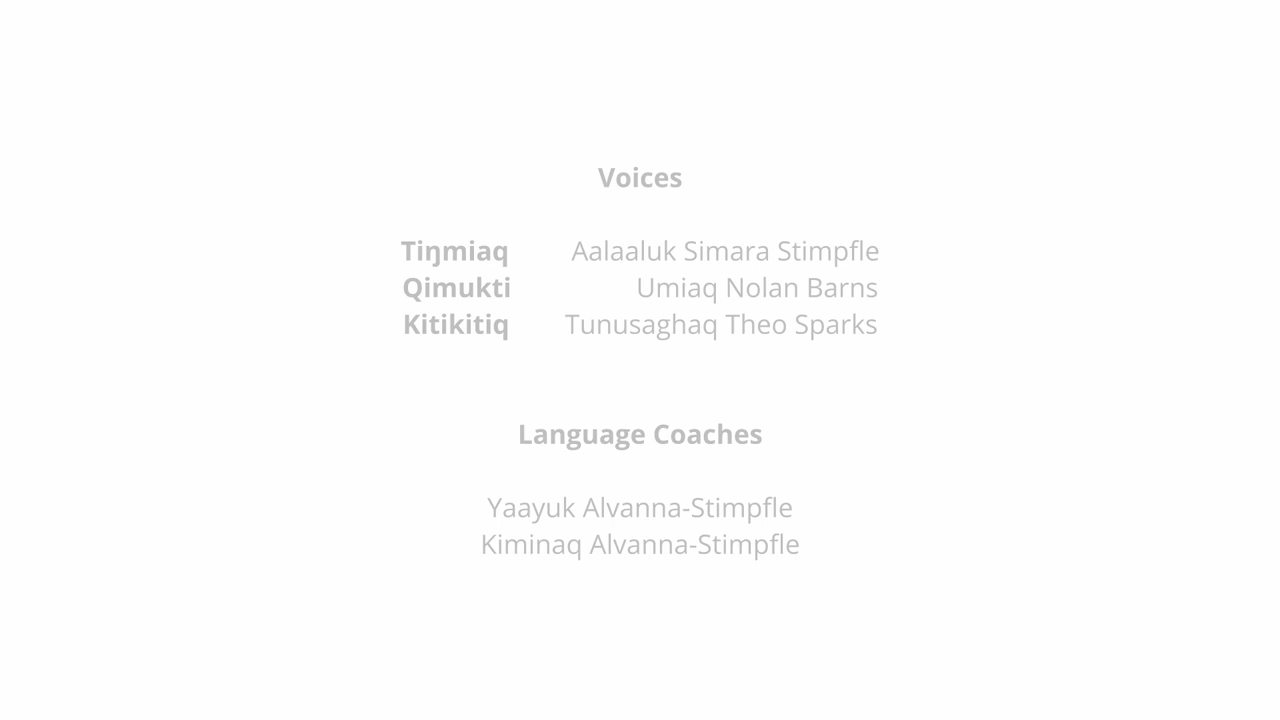 Voices
Tiŋmiaq Aalaaluk Simara Stimpfle
Qimukti Umiaq Nolan Barns
Kitikitiq Tunusaghaq Theo Sparks
Language Coaches
Yaayuk Alvanna-Stimpfle
Kiminaq Alvanna-Stimpfle